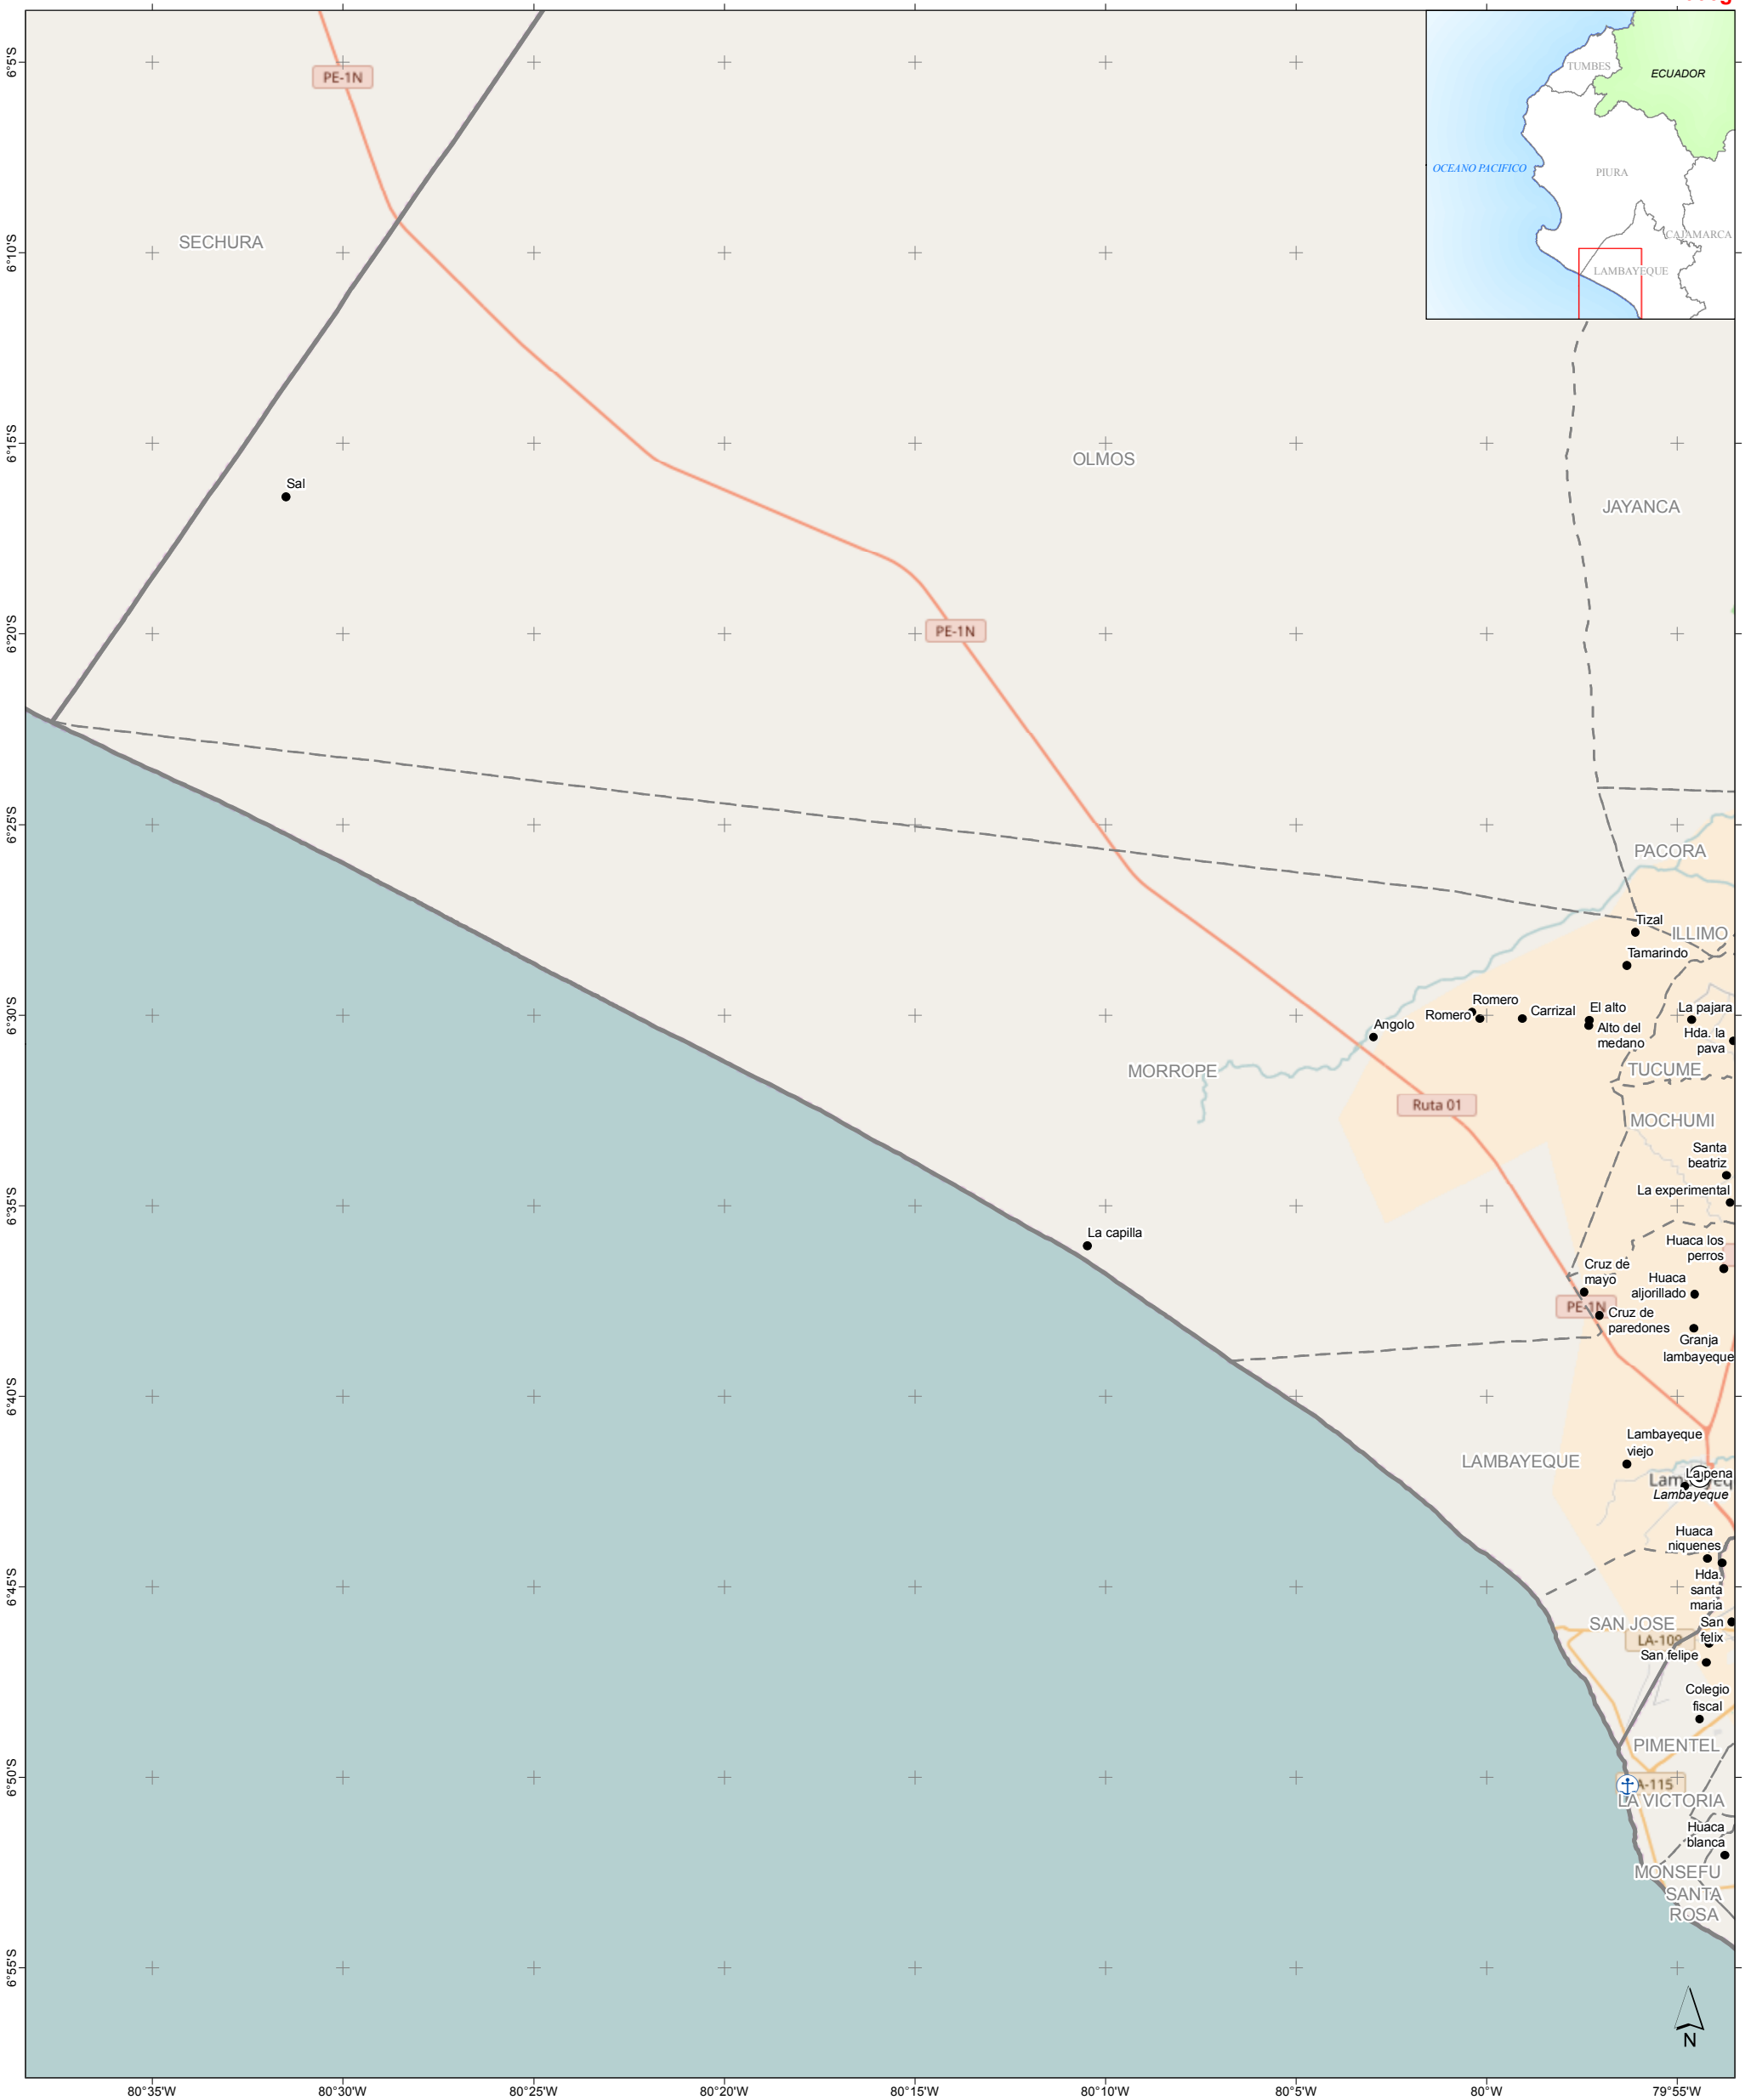 6°5'S
PE-1N
TUMBES
ECUADOR
OCEANO PACIFICO
PIURA
CAJAMARCA
LAMBAYEQUE
SECHURA
6°10'S
6°15'S
OLMOS
Sal
JAYANCA
6°20'S
PE-1N
6°25'S
PACORA
Tizal
ILLIMO
Tamarindo
6°30'S
Romero
Romero
Carrizal
El alto
Alto del
medano
La pajara
Hda. la
pava
Angolo
MORROPE
TUCUME
Ruta 01
MOCHUMI
Santa
beatriz
6°35'S
La experimental
La capilla
Huaca los
perros
Cruz de
mayo
Huaca
aljorillado
PE-1N
Cruz de
paredones
Granja
lambayeque
6°40'S
Lambayeque
viejo
LAMBAYEQUE
La pena
Lambayeque
Huaca
niquenes
6°45'S
Hda.
santa
maria
SAN JOSE
San
felix
LA-109
San felipe
Colegio
fiscal
PIMENTEL
6°50'S
A-115
LA VICTORIA
Huaca
blanca
MONSEFU
SANTA
ROSA
6°55'S
N
80°35'W
80°30'W
80°25'W
80°20'W
80°15'W
80°10'W
80°5'W
80°W
79°55'W